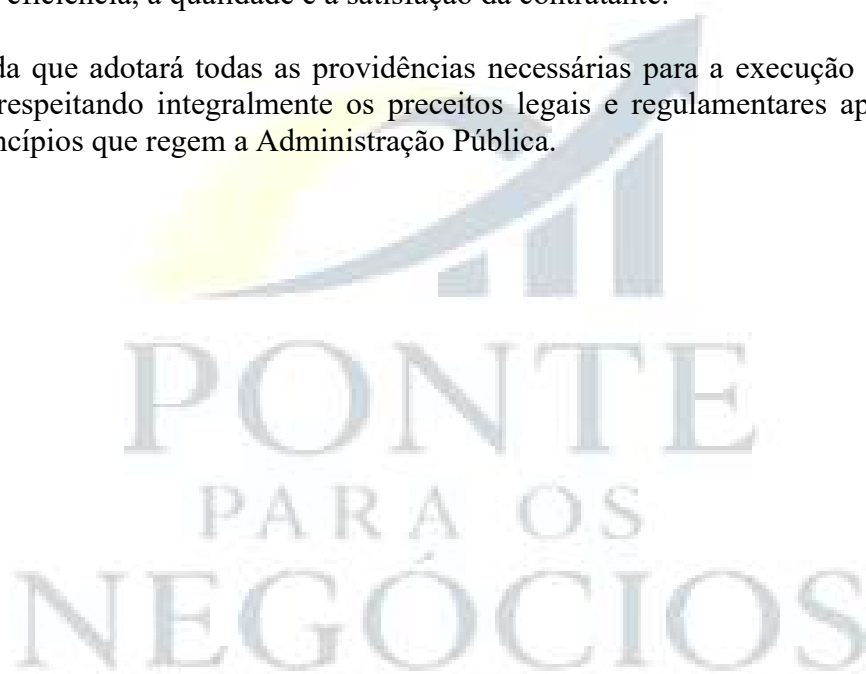 eficiência, a qualidade e a satisfação da contratante.
da que adotará todas as providências necessárias para a execução
respeitando integralmente os preceitos legais e regulamentares ap
ncípios que regem a Administração Pública.
PONTE
PARA OS
NEGÓCIOS